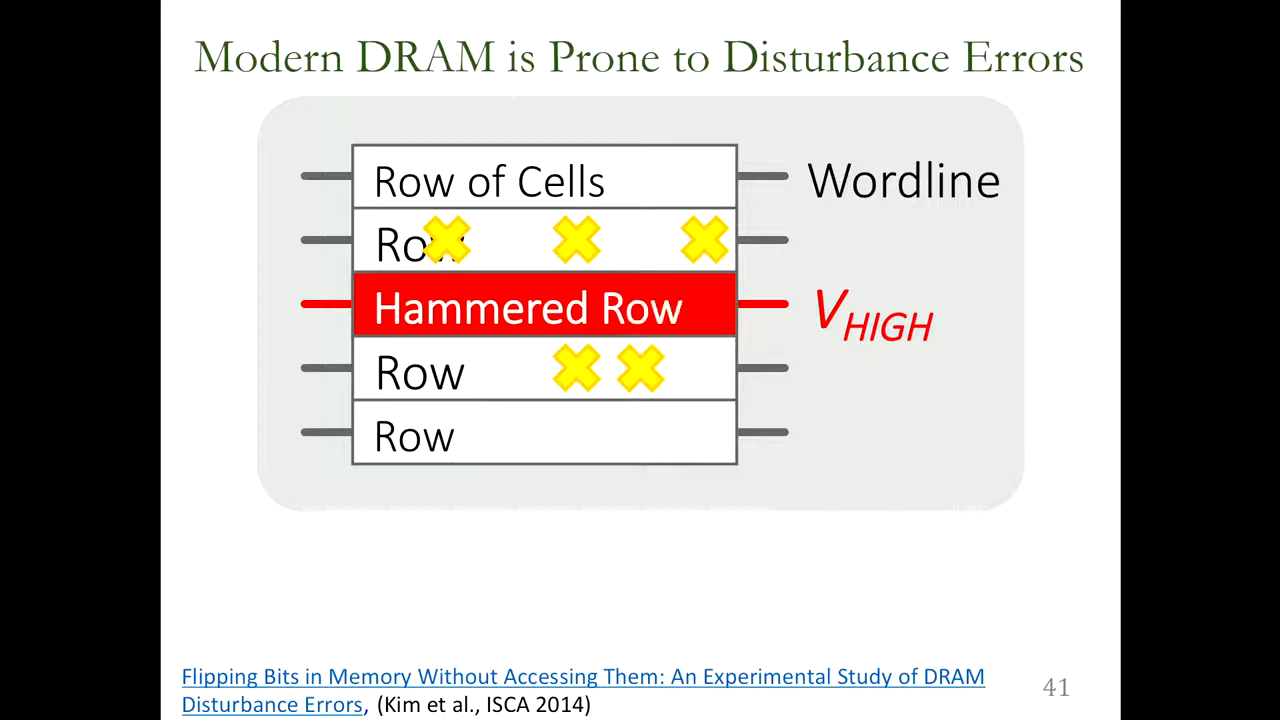 Modern DRAM is Prone to Disturbance Errors
Row of Cells
Wordline
Row
Hammered Row
VHIGH
Row
Row
Flipping Bits in Memory Without Accessing Them: An Experimental Study of DRAM
Disturbance Errors, (Kim et al., ISCA 2014)
41